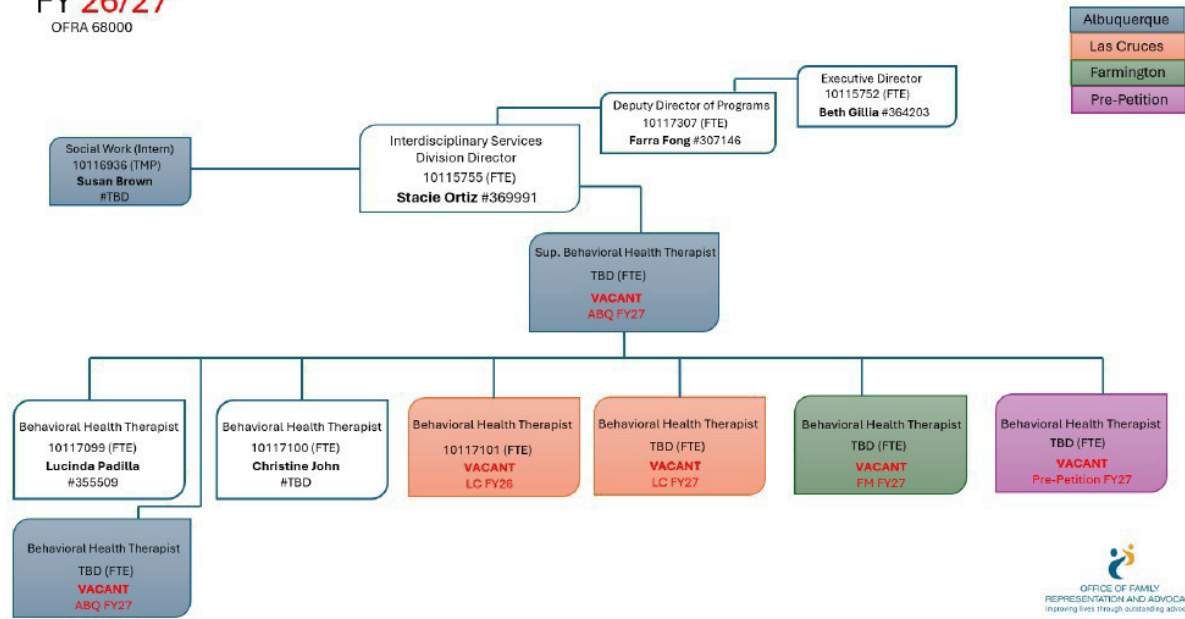 FY 26/27
OFRA 68000
Albuquerque
Las Cruces
Farmington
Pre-Petition
Executive Director
10115752 (FTE)
Beth Gillia #364203
Deputy Director of Programs
10117307 (FTE)
Farra Fong #307146
Interdisciplinary Services
Division Director
10115755 (FTE)
Stacie Ortiz #369991
Social Work (Intern)
10116936 (TMP)
Susan Brown
#TBD
Sup. Behavioral Health Therapist
TBD (FTE)
VACANT
ABQ FY27
Behavioral Health Therapist
10117099 (FTE)
Lucinda Padilla
#355509
Behavioral Health Therapist
10117100 (FTE)
Christine John
#TBD
Behavioral Health Therapist
10117101 (FTE)
VACANT
LC FY26
Behavioral Health Therapist
TBD (FTE)
VACANT
LC FY27
Behavioral Health Therapist
TBD (FTE)
VACANT
FM FY27
Behavioral Health Therapist
TBD (FTE)
VACANT
Pre-Petition FY27
Behavioral Health Therapist
TBD (FTE)
VACANT
ABQ FY27
OFFICE OF FAMILY
REPRESENTATION AND ADVOCA
Improving lives through outstanding advoc